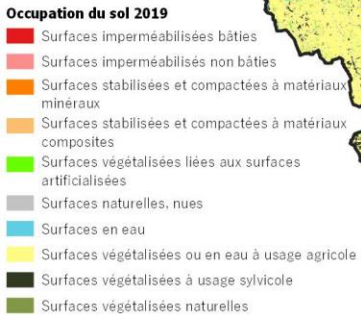 Occupation du sol 2019
Surfaces imperméabilisées bâties
Surfaces imperméabilisés non bâties
Surfaces stabilisées et compactées à matériaux
minéraux
Surfaces stabilisées et compactées à matériaux
composites
Surfaces végétalisées liées aux surfaces
artificialisées
Surfaces naturelles, nues
Surfaces en eau
Surfaces végétalisées ou en eau à usage agricole
Surfaces végétalisées à usage sylvicole
Surfaces végétalisées naturelles